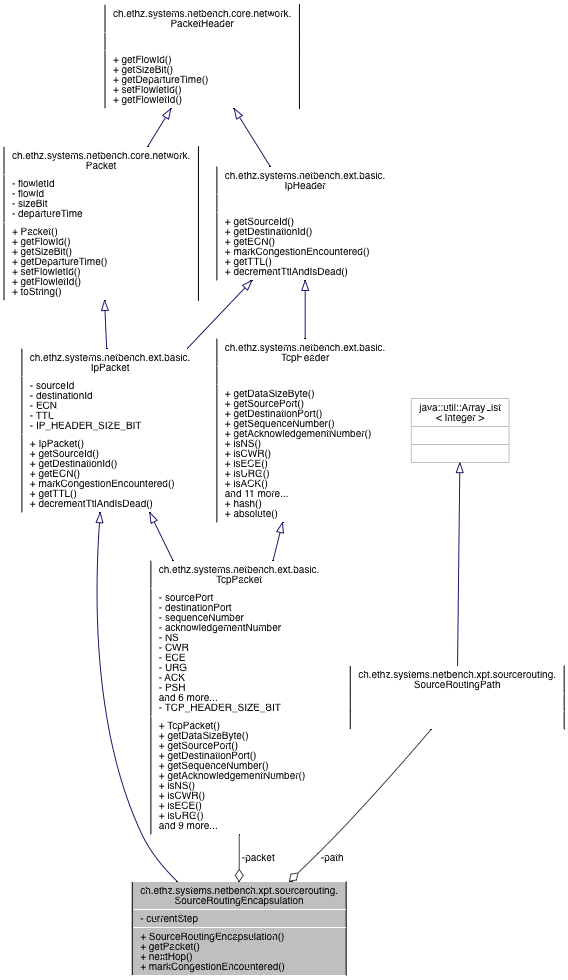 ch.ethz.systems.netbench.core.network.
PacketHeader
+ getFlowId()
+ getSizeBit()
+ getDepartureTime()
+ setFlowletId()
+ getFlowletId()
ch.ethz.systems.netbench.core.network.
Packet
- flowletId
- flowId
- sizeBit
- departureTime
+ Packet()
+ getFlowId()
+ getSizeBit()
+ getDepartureTime()
+ setFlowletId()
+ getFlowletId()
+ toString()
ch.ethz.systems.netbench.ext.basic.
IpHeader
+ getSourceId()
+ getDestinationId()
+ getECN()
+ markCongestionEncountered()
+ getTTL()
+ decrementTtlAndIsDead()
ch.ethz.systems.netbench.ext.basic.
IpPacket
- sourceId
- destinationId
- ECN
- TTL
- IP_HEADER_SIZE_BIT
+ IpPacket()
+ getSourceId()
+ getDestinationId()
+ getECN()
+ markCongestionEncountered()
+ getTTL()
+ decrementTtlAndIsDead()
ch.ethz.systems.netbench.ext.basic.
TcpHeader
+ getDataSizeByte()
+ getSourcePort()
+ getDestinationPort()
+ getSequenceNumber()
+ getAcknowledgementNumber()
+ isNS()
+ isCWR()
+ isECE()
+ isURG()
+ isACK()
and 11 more...
+ hash()
+ absolute()
java::util::ArrayList
< Integer >
ch.ethz.systems.netbench.ext.basic.
TcpPacket
- sourcePort
- destinationPort
- sequenceNumber
- acknowledgementNumber
- NS
- CWR
- ECE
- URG
- ACK
- PSH
and 6 more...
- TCP_HEADER_SIZE_BIT
+ TcpPacket()
+ getDataSizeByte()
+ getSourcePort()
+ getDestinationPort()
+ getSequenceNumber()
+ getAcknowledgementNumber()
+ isNS()
+ isCWR()
+ isECE()
+ isURG()
and 9 more...
ch.ethz.systems.netbench.xpt.sourcerouting.
SourceRoutingPath
-packet
-path
ch.ethz.systems.netbench.xpt.sourcerouting.
SourceRoutingEncapsulation
- currentStep
+ SourceRoutingEncapsulation()
+ getPacket()
+ nextHop()
+ markCongestionEncountered()